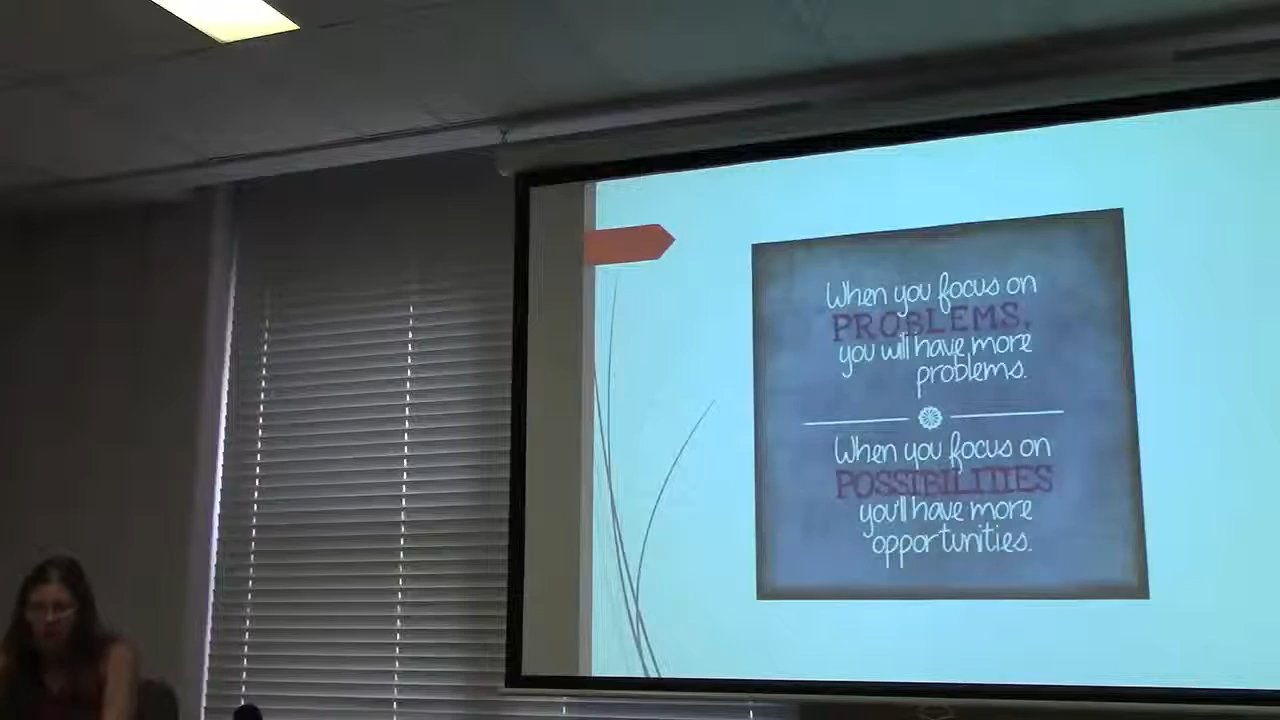 When you focus on
PROBLEMS,
you will have more
problems.
When you focus on
POSSIBILITIES
you'll have more
opportunities.